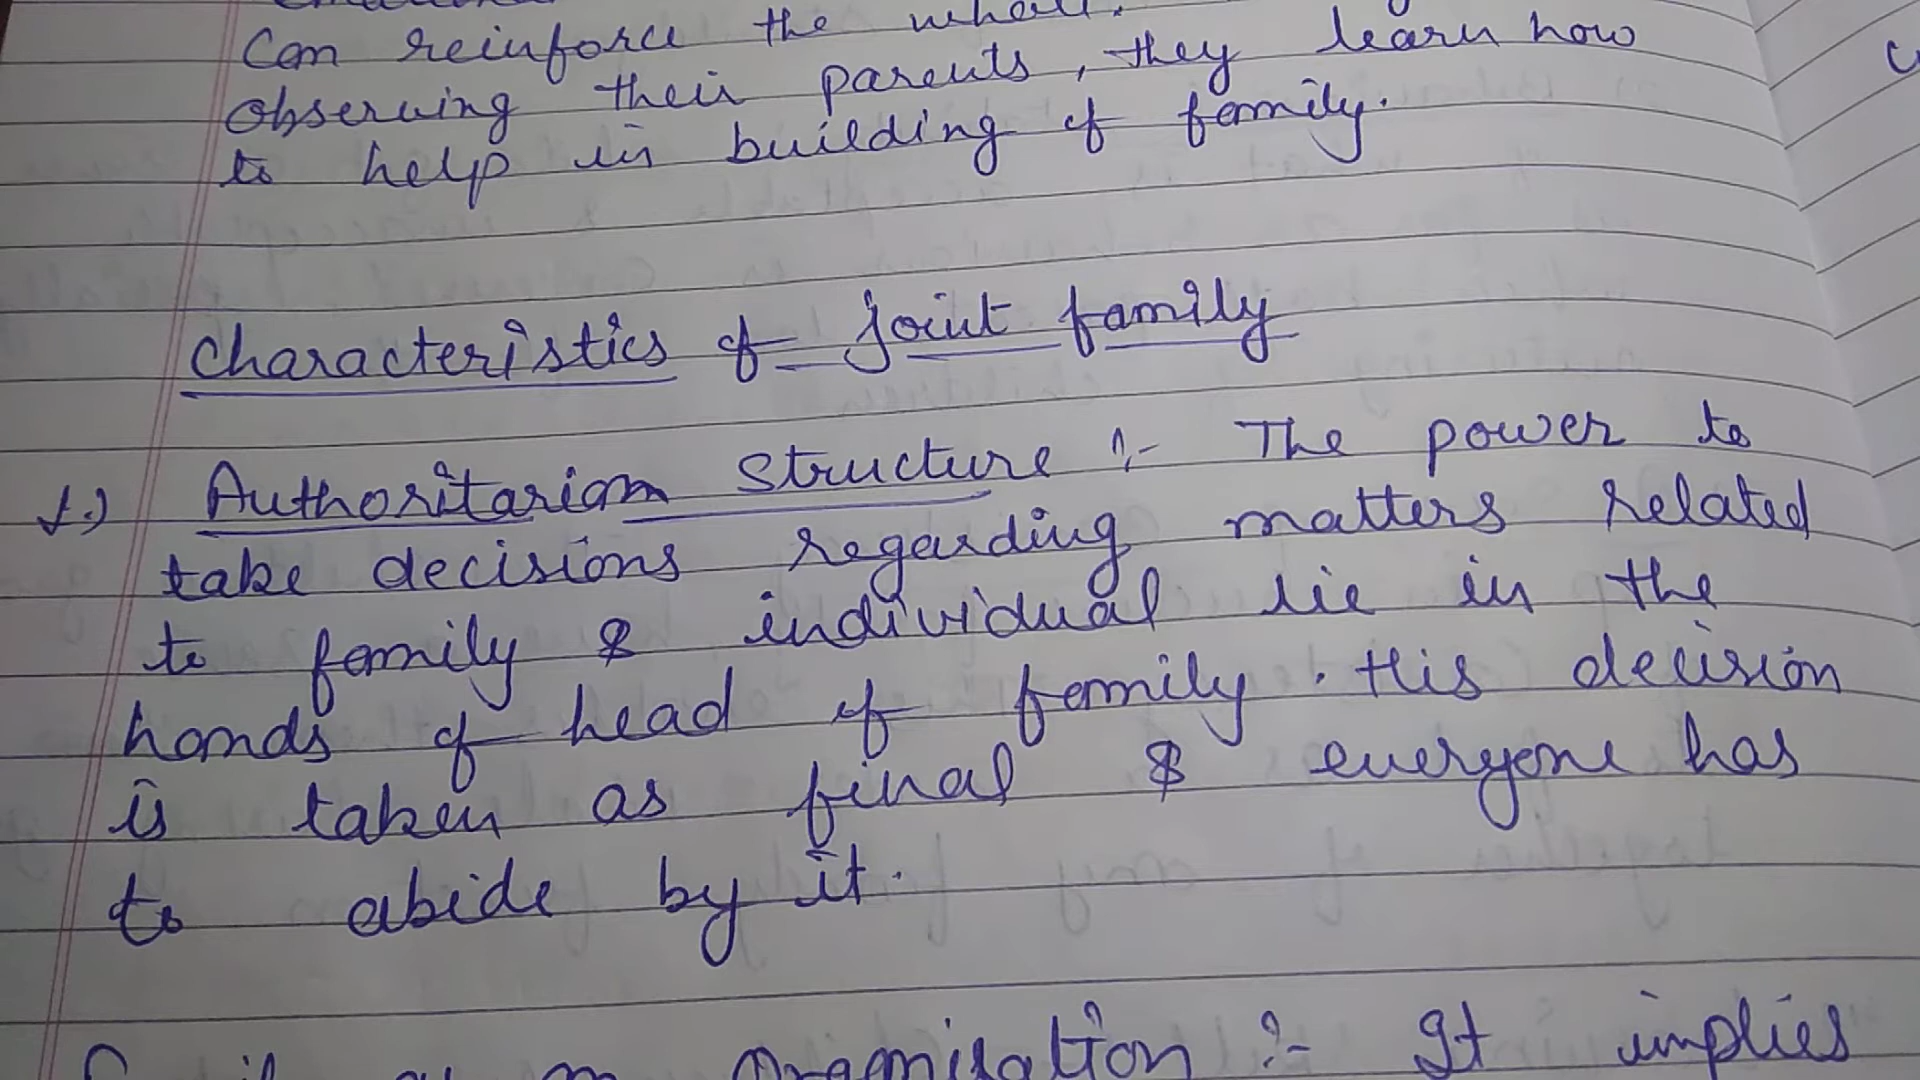 Can reinforce the
observing their parents, they learn how
to help in building of family.
Characteristics of joint family
1.) Authoritarian structure :- The power to
take decisions regarding matters related
to family & individual lie in the
hands of head of family. His decision
is taken as final & everyone has
to abide by it.
organisation :- It implies